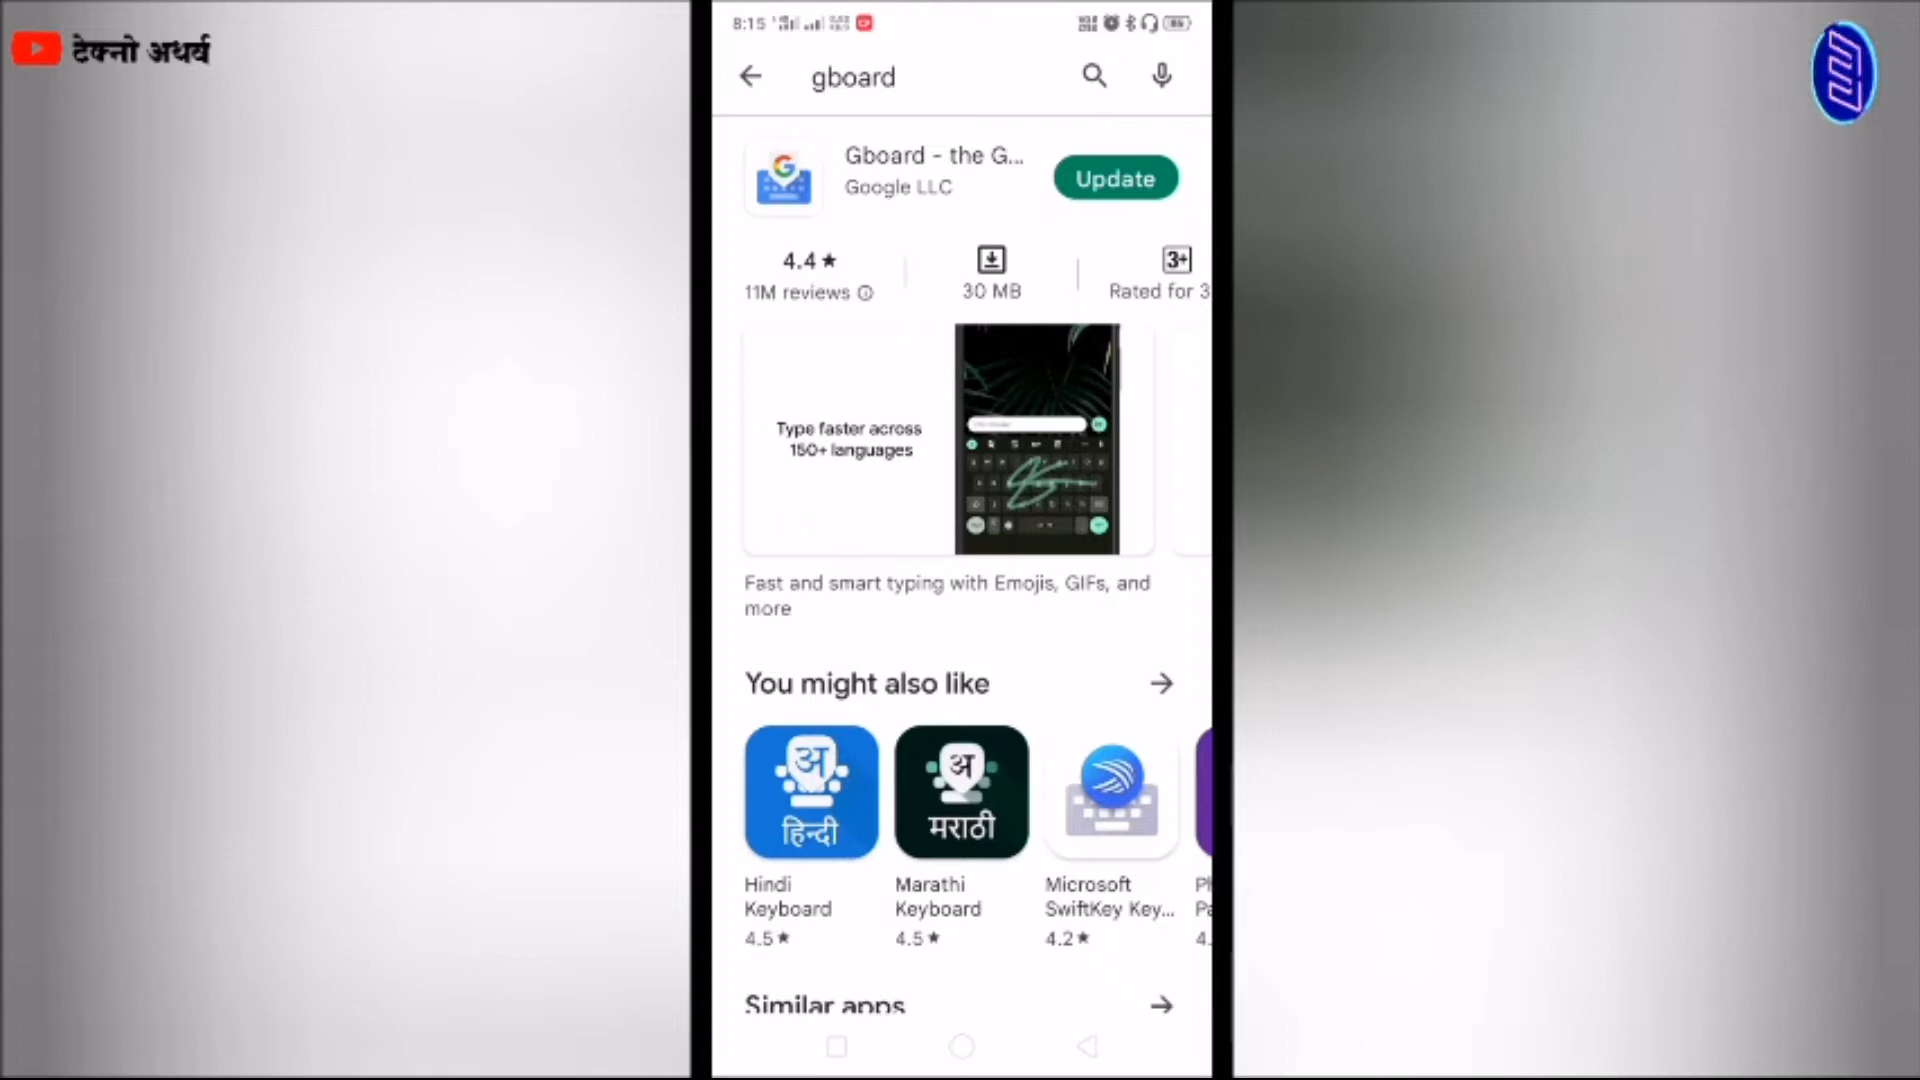 टेक्नो अथर्व
8:15
gboard
Gboard - the G...
Google LLC
Update
4.4 ★
11M reviews
30 MB
3+
Rated for 3
Type faster across
150+ languages
Fast and smart typing with Emojis, GIFs, and
more
You might also like
अ
हिन्दी
अ
मराठी
Hindi
Keyboard
4.5 ★
Marathi
Keyboard
4.5 ★
Microsoft
SwiftKey Key...
4.2 ★
Similar apps